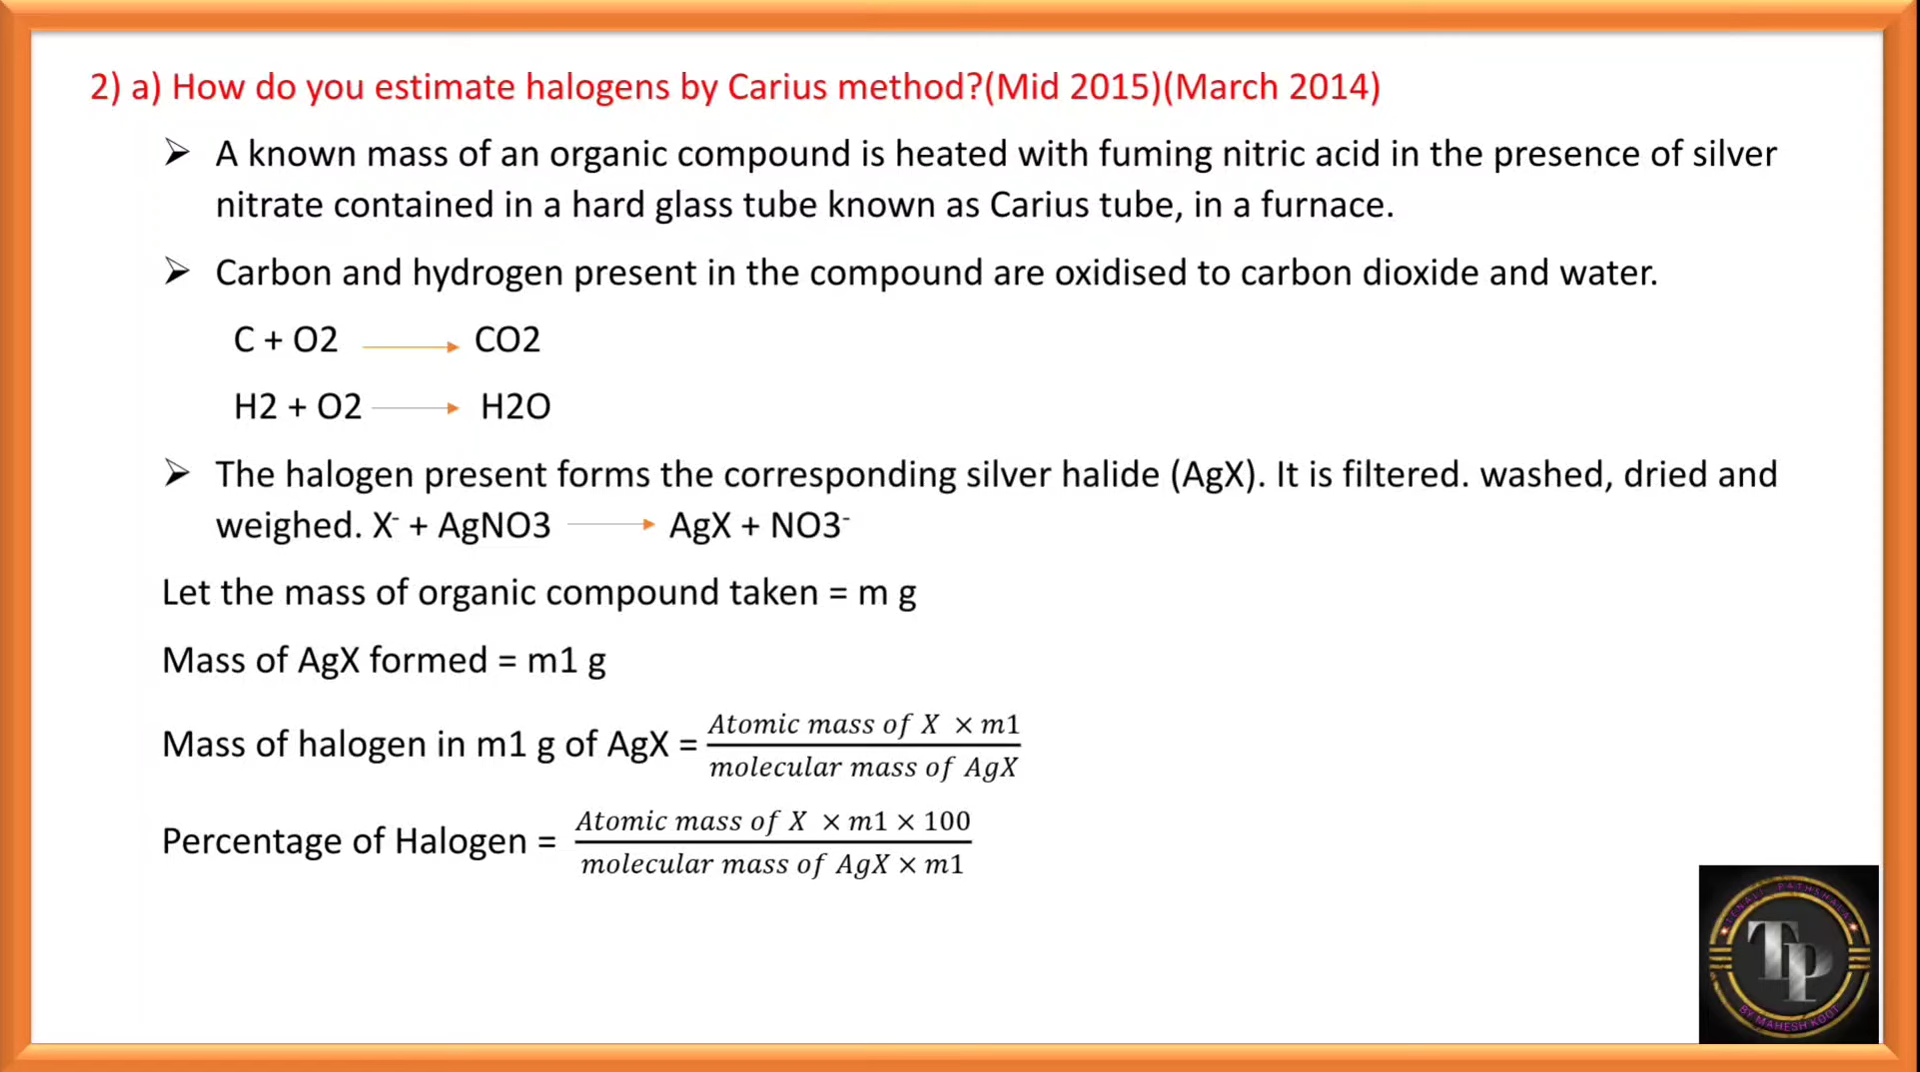 2) a) How do you estimate halogens by Carius method?(Mid 2015)(March 2014)
➢ A known mass of an organic compound is heated with fuming nitric acid in the presence of silver
nitrate contained in a hard glass tube known as Carius tube, in a furnace.
➢ Carbon and hydrogen present in the compound are oxidised to carbon dioxide and water.
C + O2 → CO2
H2 + O2 → H2O
➢ The halogen present forms the corresponding silver halide (AgX). It is filtered. washed, dried and
weighed. X⁻ + AgNO3 → AgX + NO3⁻
Let the mass of organic compound taken = m g
Mass of AgX formed = m1 g
Mass of halogen in m1 g of AgX = Atomic mass of X × m1 / molecular mass of AgX
Percentage of Halogen = Atomic mass of X × m1 × 100 / molecular mass of AgX × m1
TP
BY MAHESH KOOT